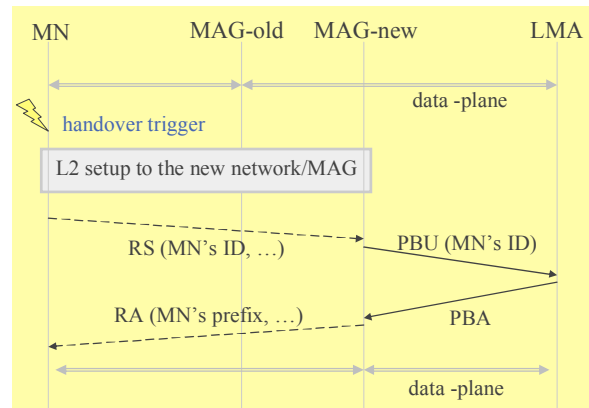 MN MAG-old MAG-new LMA
data -plane
handover trigger
L2 setup to the new network/MAG
RS (MN's ID, …) PBU (MN's ID)
RA (MN's prefix, …) PBA
data -plane